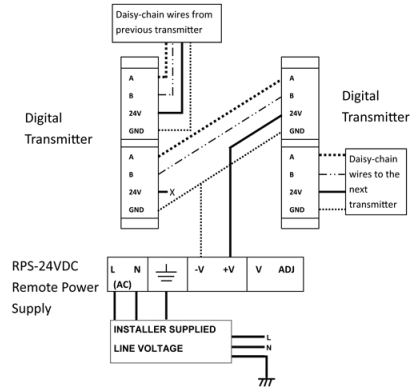 Daisy-chain wires from
previous transmitter
Digital
Transmitter
A
B
24V
GND
A
B
24V
X
GND
A
B
24V
GND
A
B
24V
GND
Digital
Transmitter
Daisy-chain
wires to the
next
transmitter
RPS-24VDC
Remote Power
Supply
L N -V +V V ADJ
(AC)
INSTALLER SUPPLIED
LINE VOLTAGE
L
N